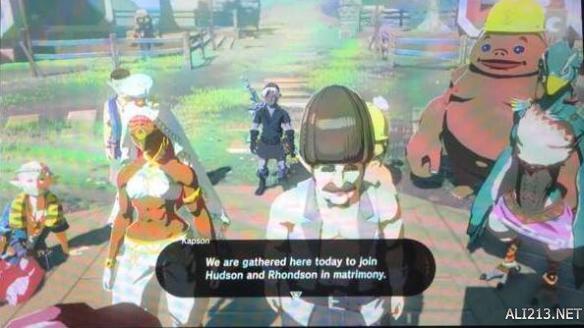 Kapson
We are gathered here today to join
Hudson and Rhondson in matrimony.
ALI213.NET